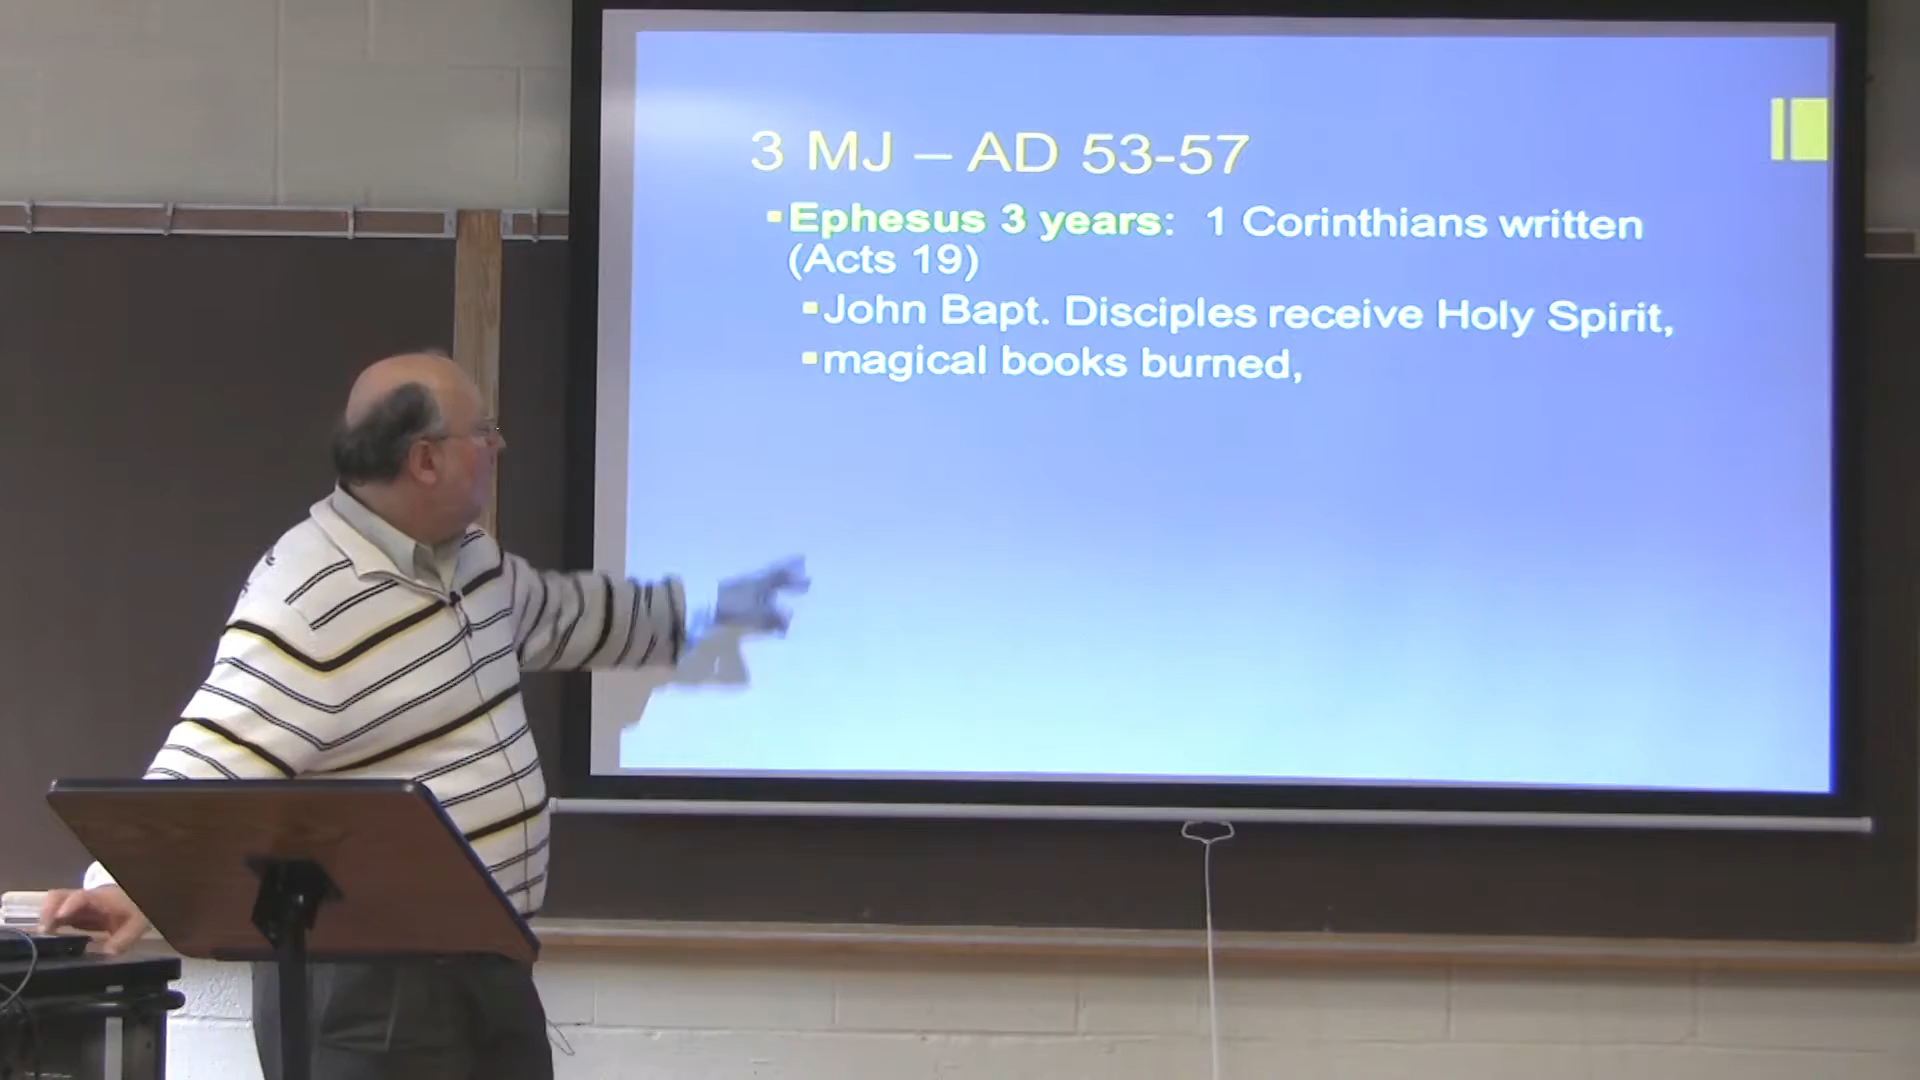 3 MJ – AD 53-57
▪Ephesus 3 years: 1 Corinthians written
(Acts 19)
▪John Bapt. Disciples receive Holy Spirit,
▪magical books burned,